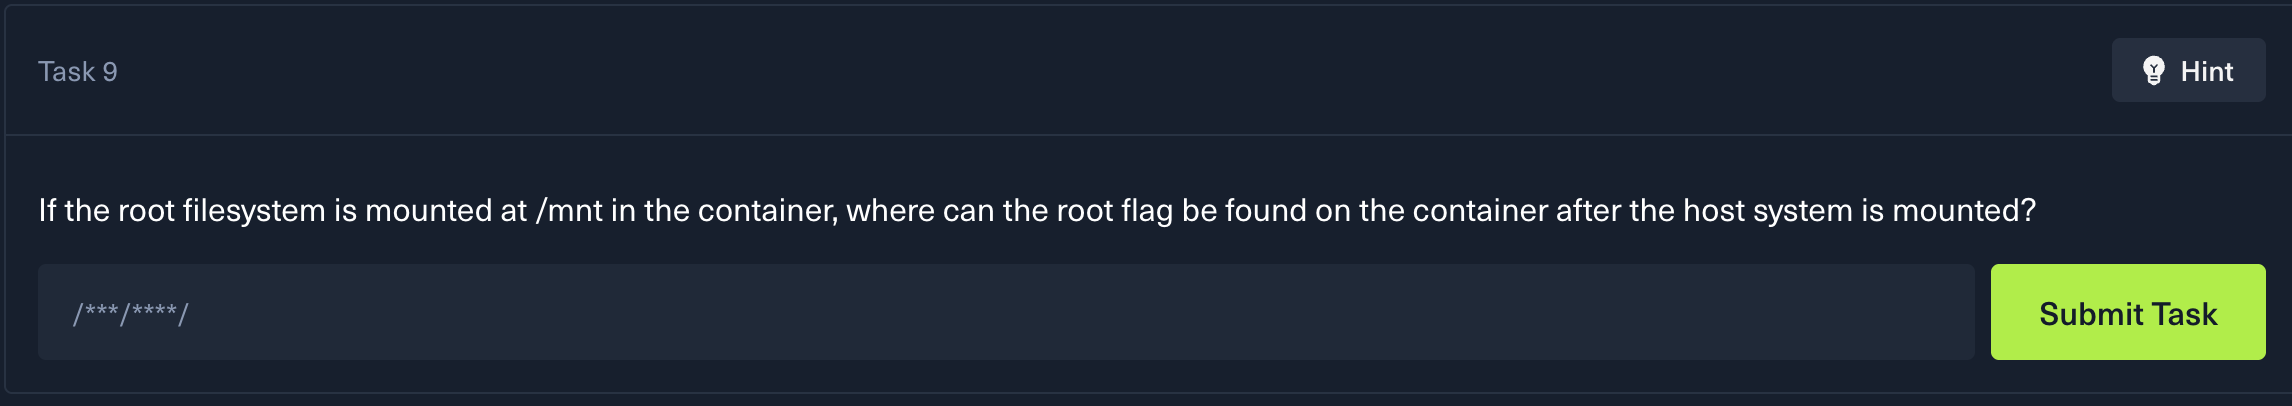 Task 9
Hint
If the root filesystem is mounted at /mnt in the container, where can the root flag be found on the container after the host system is mounted?
/***/****/
Submit Task